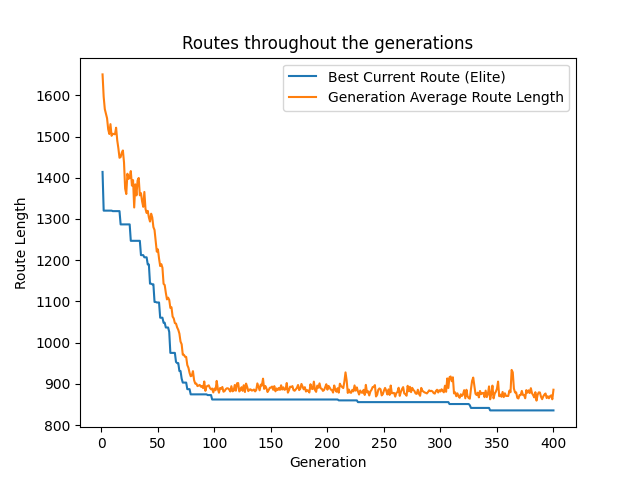 Routes throughout the generations
Best Current Route (Elite)
Generation Average Route Length
Route Length
1600
1500
1400
1300
1200
1100
1000
900
800
0 50 100 150 200 250 300 350 400
Generation